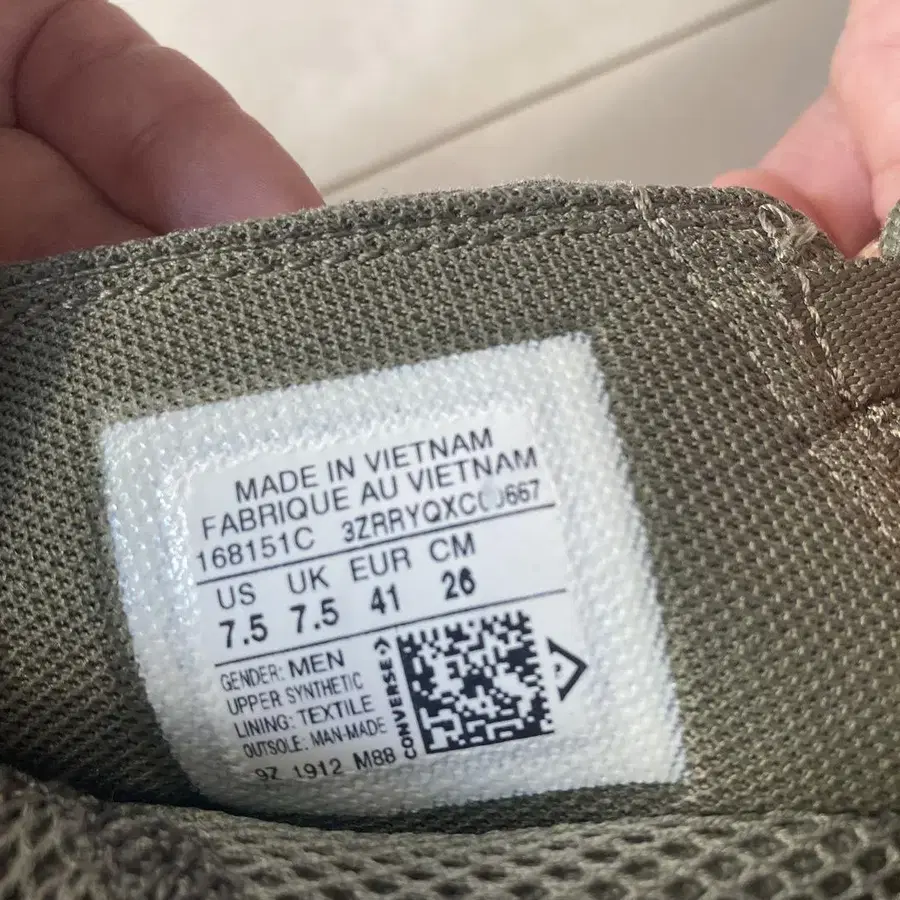 MADE IN VIETNAM
FABRIQUE AU VIETNAM
168151C
US UK EUR CM
7.5 7.5 41 26
GENDER: MEN
UPPER SYNTHETIC
LINING: TEXTILE
OUTSOLE: MAN-MADE
9Z 1912 M88
CONVERSE